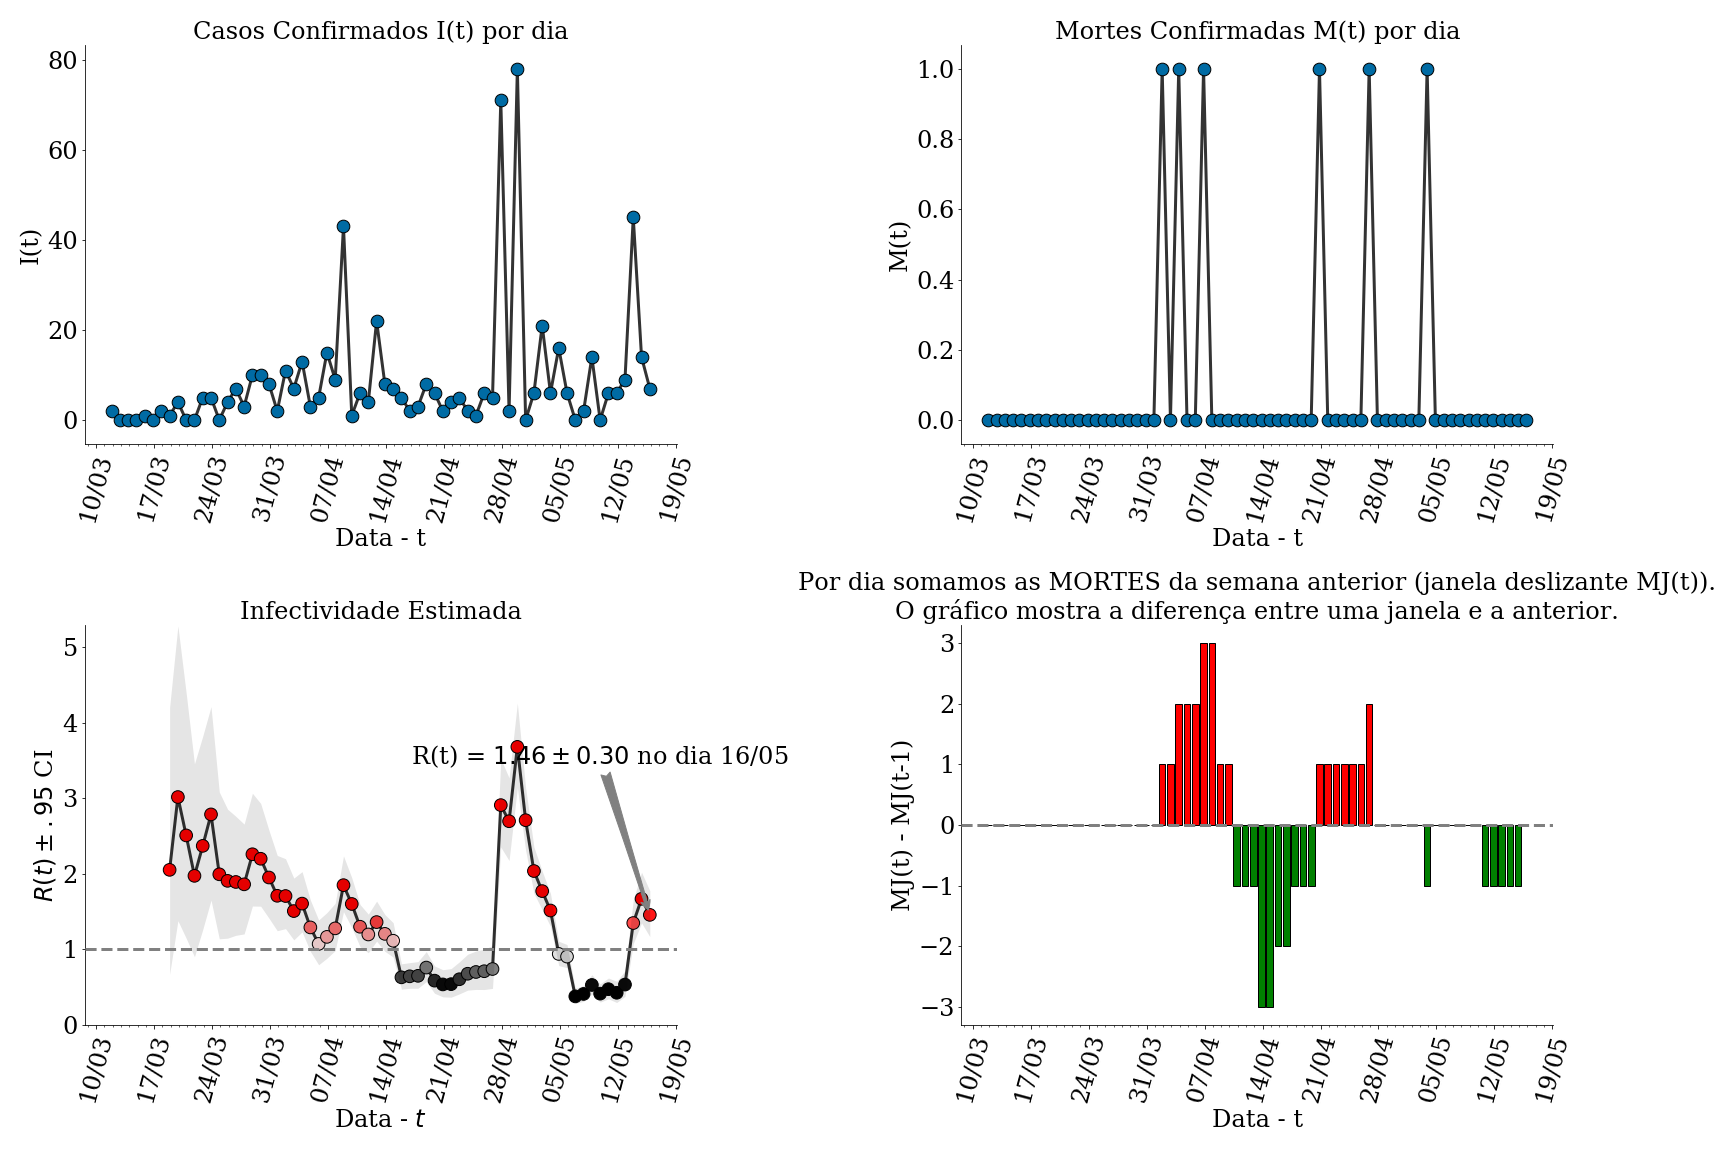 Casos Confirmados I(t) por dia
80
60
40
20
0
I(t)
10/03 17/03 24/03 31/03 07/04 14/04 21/04 28/04 05/05 12/05 19/05
Data - t
Mortes Confirmadas M(t) por dia
1.0
0.8
0.6
0.4
0.2
0.0
M(t)
10/03 17/03 24/03 31/03 07/04 14/04 21/04 28/04 05/05 12/05 19/05
Data - t
Infectividade Estimada
5
4
3
2
1
0
R(t) ± . 95 CI
R(t) = 1.46 ± 0.30 no dia 16/05
10/03 17/03 24/03 31/03 07/04 14/04 21/04 28/04 05/05 12/05 19/05
Data - t
Por dia somamos as MORTES da semana anterior (janela deslizante MJ(t)).
O gráfico mostra a diferença entre uma janela e a anterior.
3
2
1
0
−1
−2
−3
MJ(t) - MJ(t-1)
10/03 17/03 24/03 31/03 07/04 14/04 21/04 28/04 05/05 12/05 19/05
Data - t